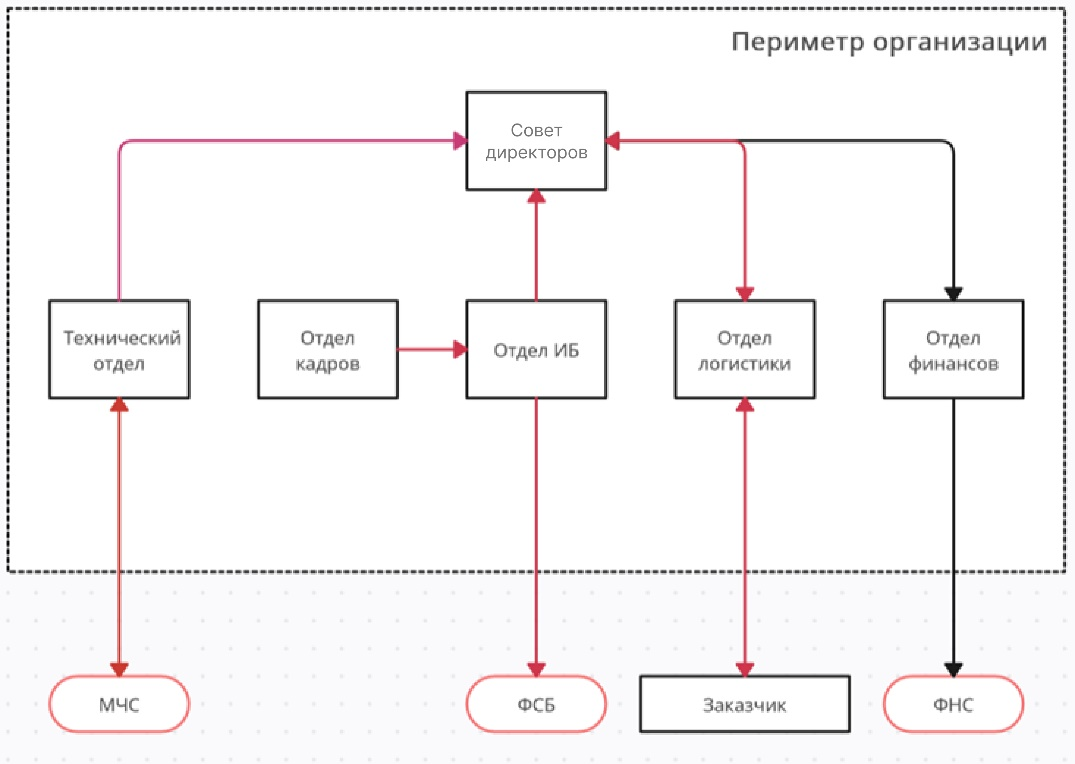 Периметр организации
Совет
директоров
Технический
отдел
Отдел
кадров
Отдел ИБ
Отдел
логистики
Отдел
финансов
МЧС
ФСБ
Заказчик
ФНС